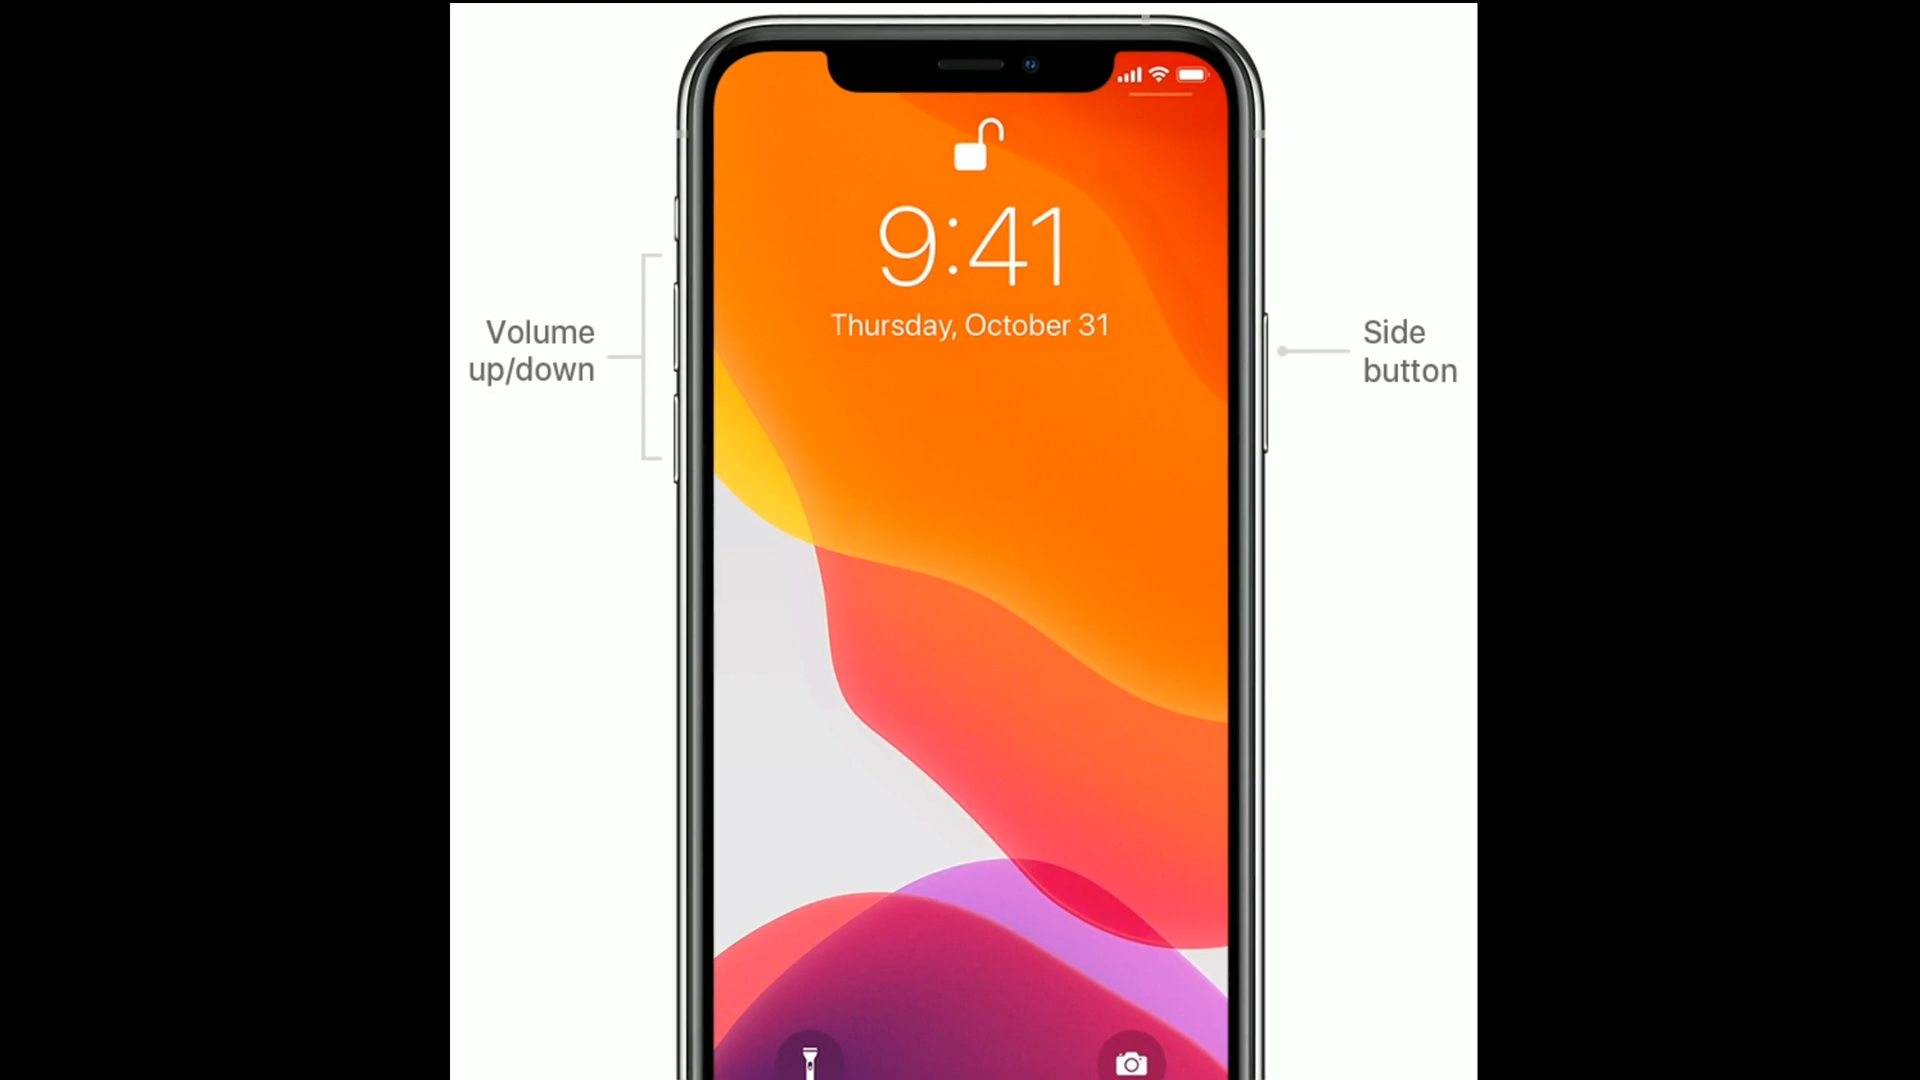 9:41
Thursday, October 31
Volume
up/down
Side
button